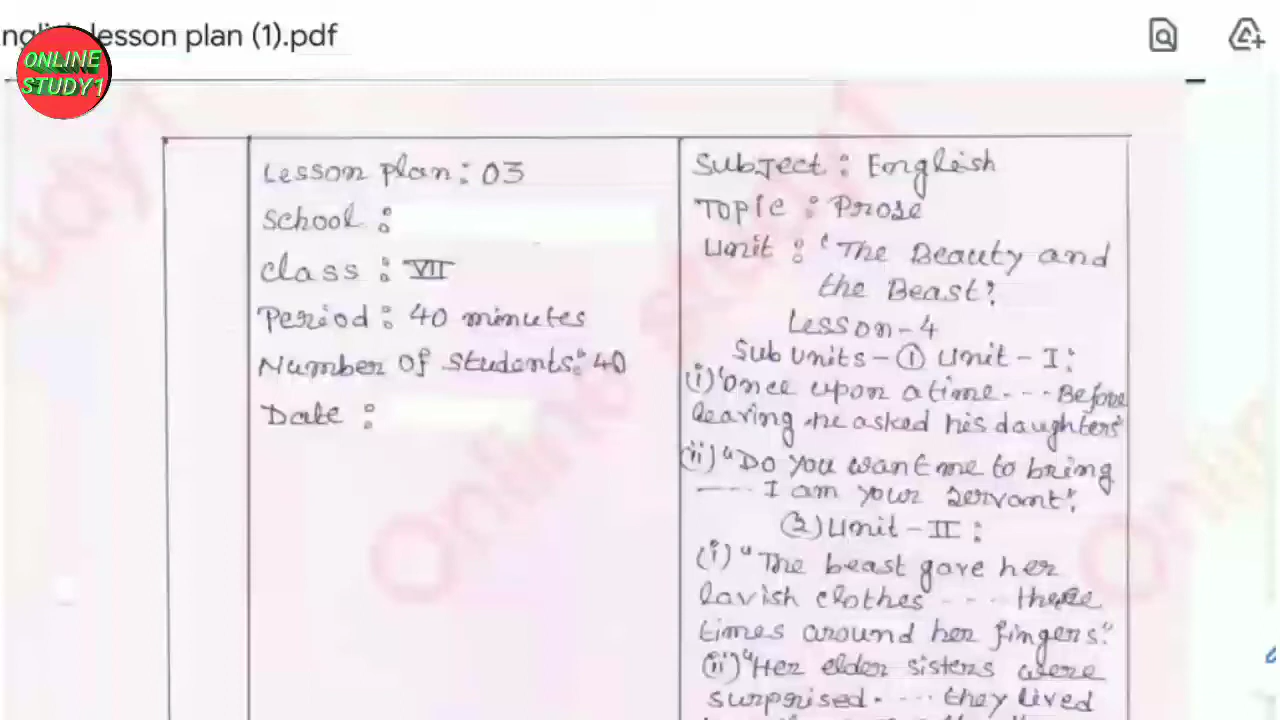 nglish lesson plan (1).pdf
ONLINE
STUDY1
Lesson plan: 03
School :
Class : VII
Period : 40 minutes
Number of Students: 40
Date :
Subject : English
Topic : Prose
Unit : "The Beauty and
the Beast"
Lesson-4
Sub Units - ① Unit - I:
(i) "Once upon a time.... Before
leaving, he asked his daughters"
(ii) "Do you want me to bring
.... I am your servant".
(2) Unit - II :
(i) "The beast gave her
lavish clothes .... three
times around her fingers."
(ii) "Her elder sisters were
surprised..... they lived